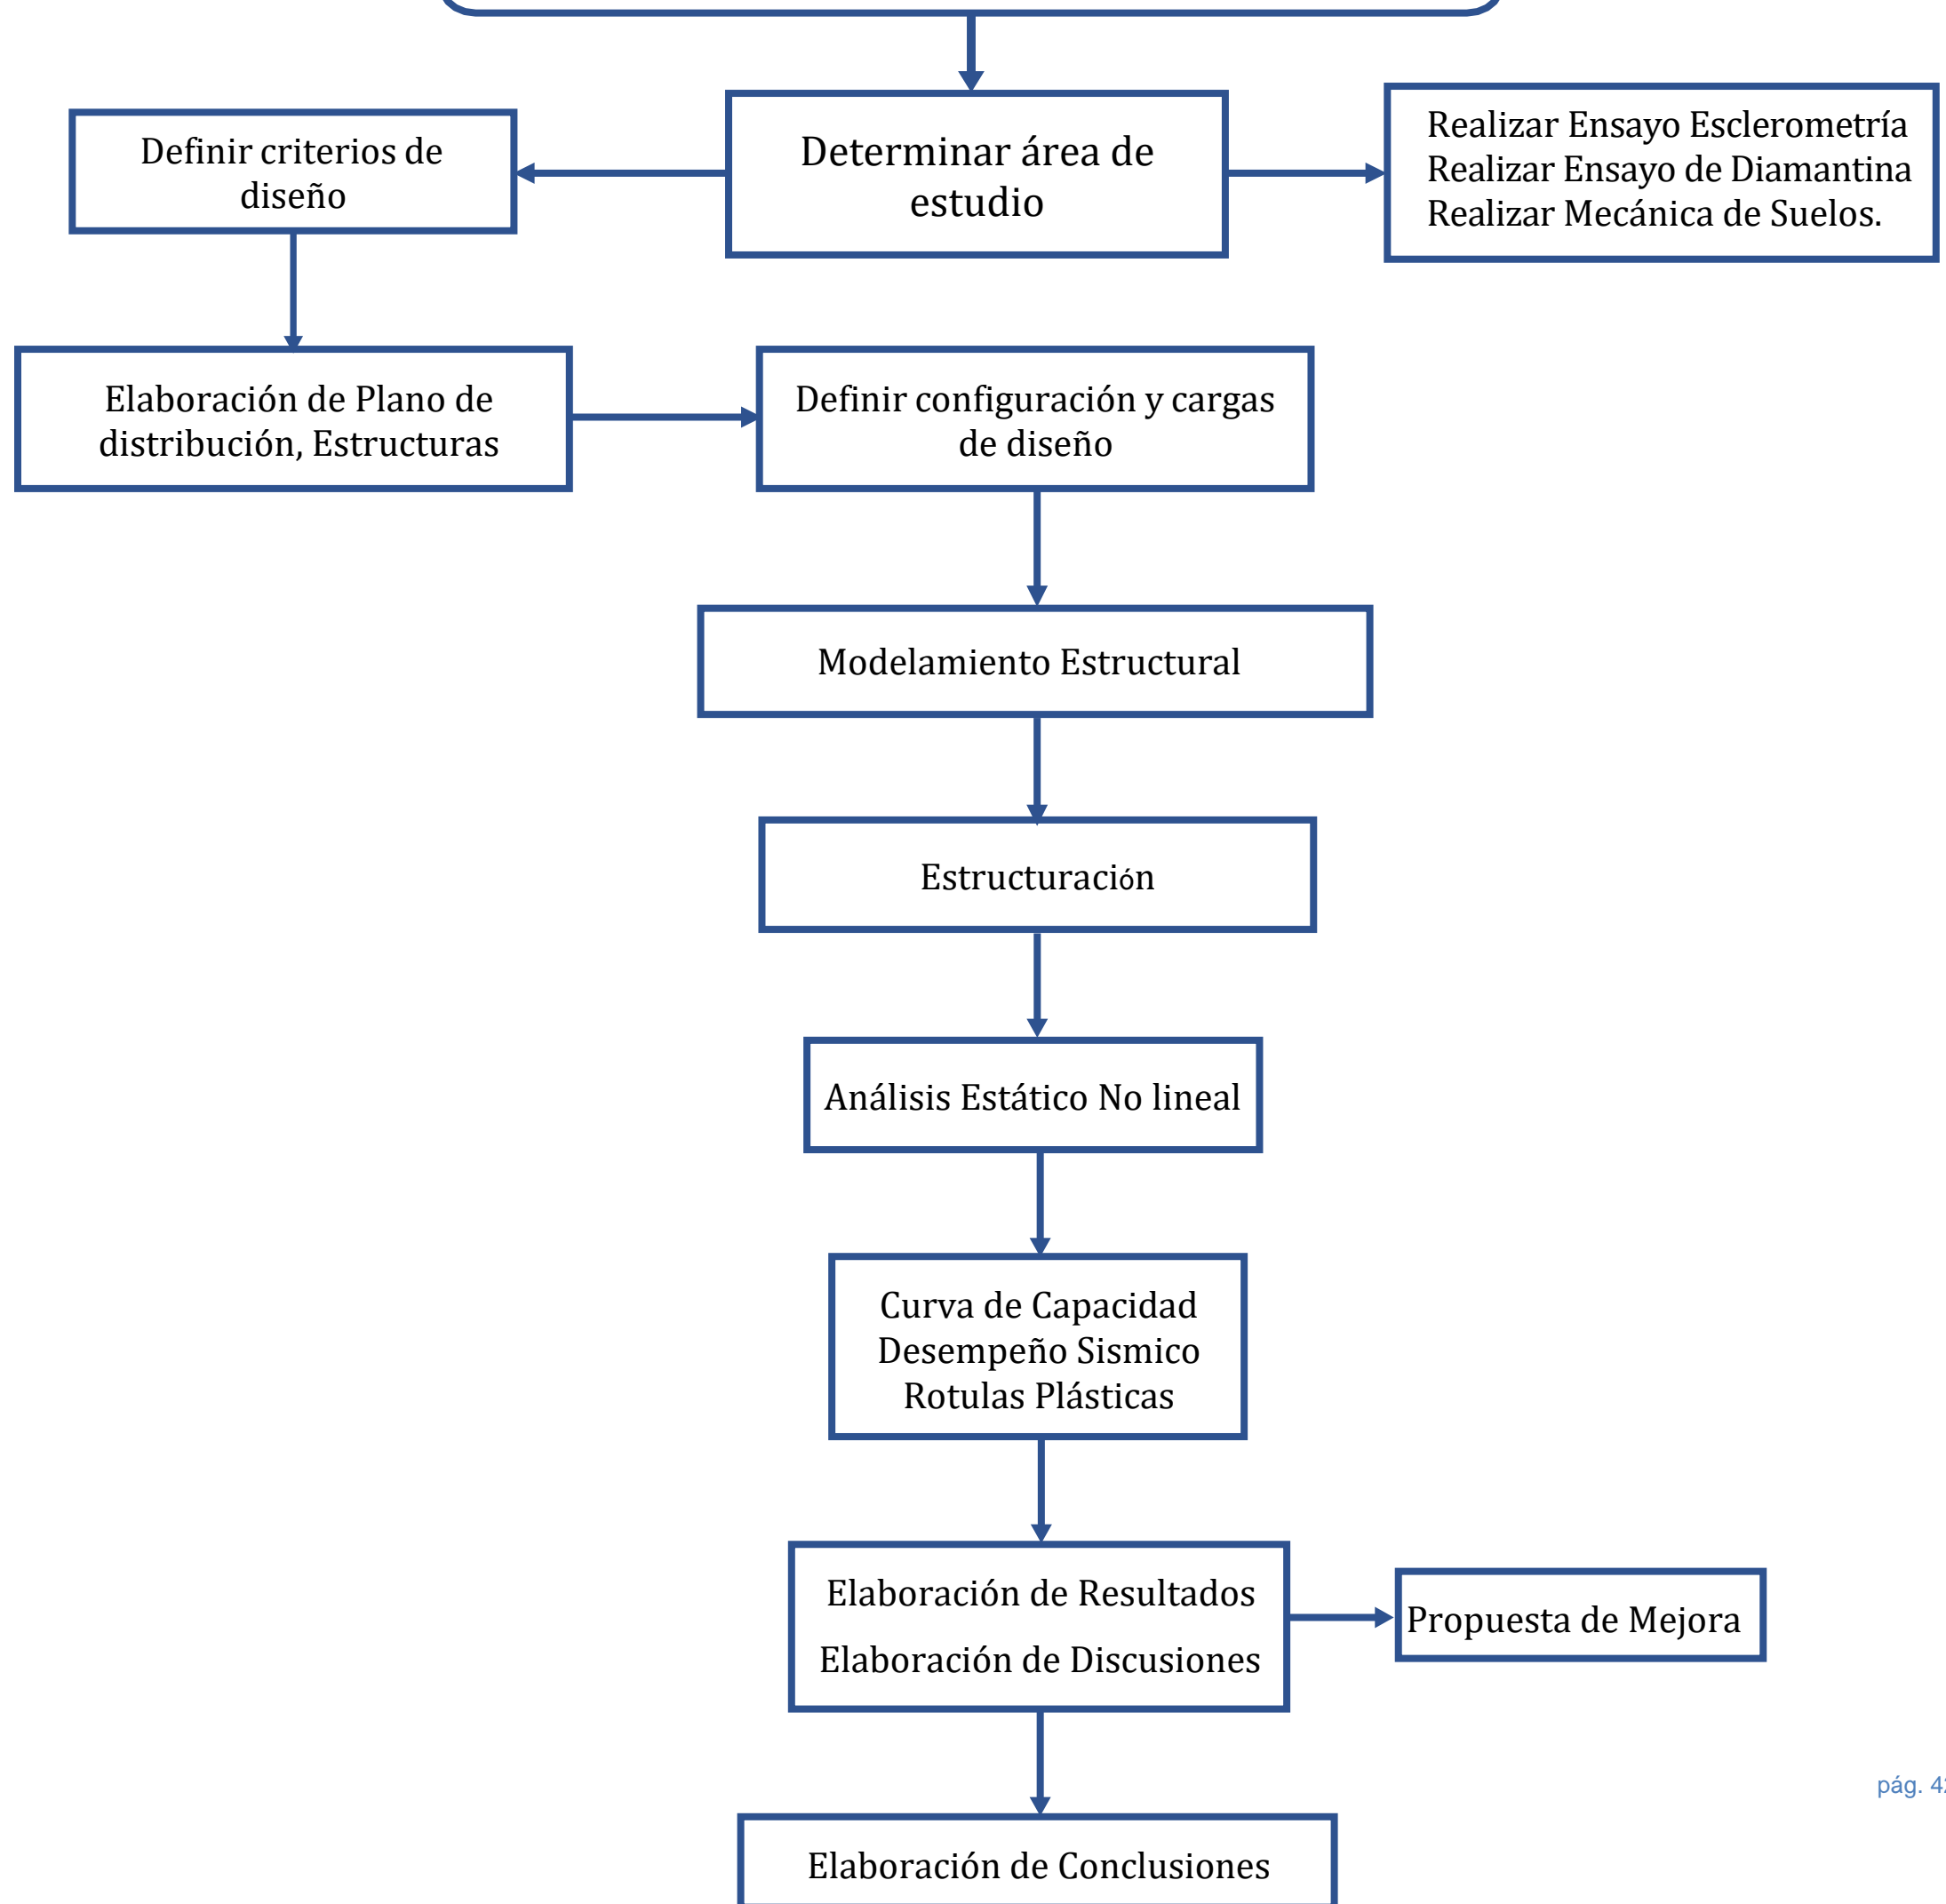 Determinar área de
estudio
Definir criterios de
diseño
Realizar Ensayo Esclerometría
Realizar Ensayo de Diamantina
Realizar Mecánica de Suelos.
Elaboración de Plano de
distribución, Estructuras
Definir configuración y cargas
de diseño
Modelamiento Estructural
Estructuración
Análisis Estático No lineal
Curva de Capacidad
Desempeño Sismico
Rotulas Plásticas
Elaboración de Resultados
Elaboración de Discusiones
Propuesta de Mejora
pág.
Elaboración de Conclusiones